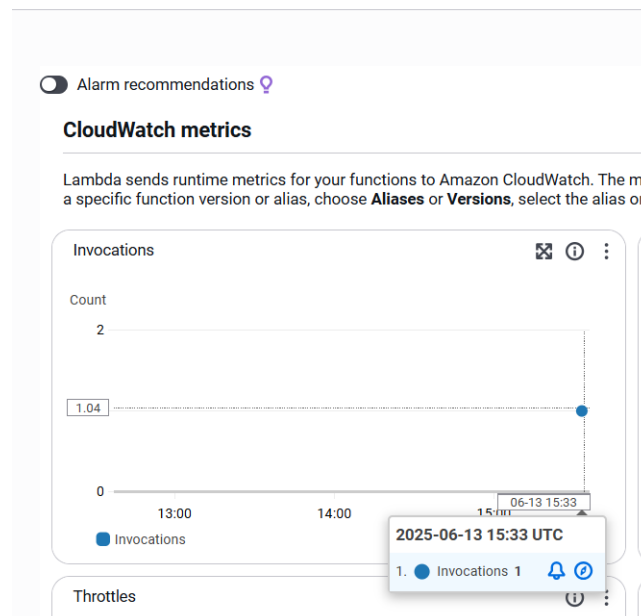 Alarm recommendations
CloudWatch metrics
Lambda sends runtime metrics for your functions to Amazon CloudWatch. The m
a specific function version or alias, choose Aliases or Versions, select the alias o
Invocations
Count
2
1.04
0
06-13 15:33
13:00
14:00
15:00
Invocations
2025-06-13 15:33 UTC
1. Invocations 1
Throttles